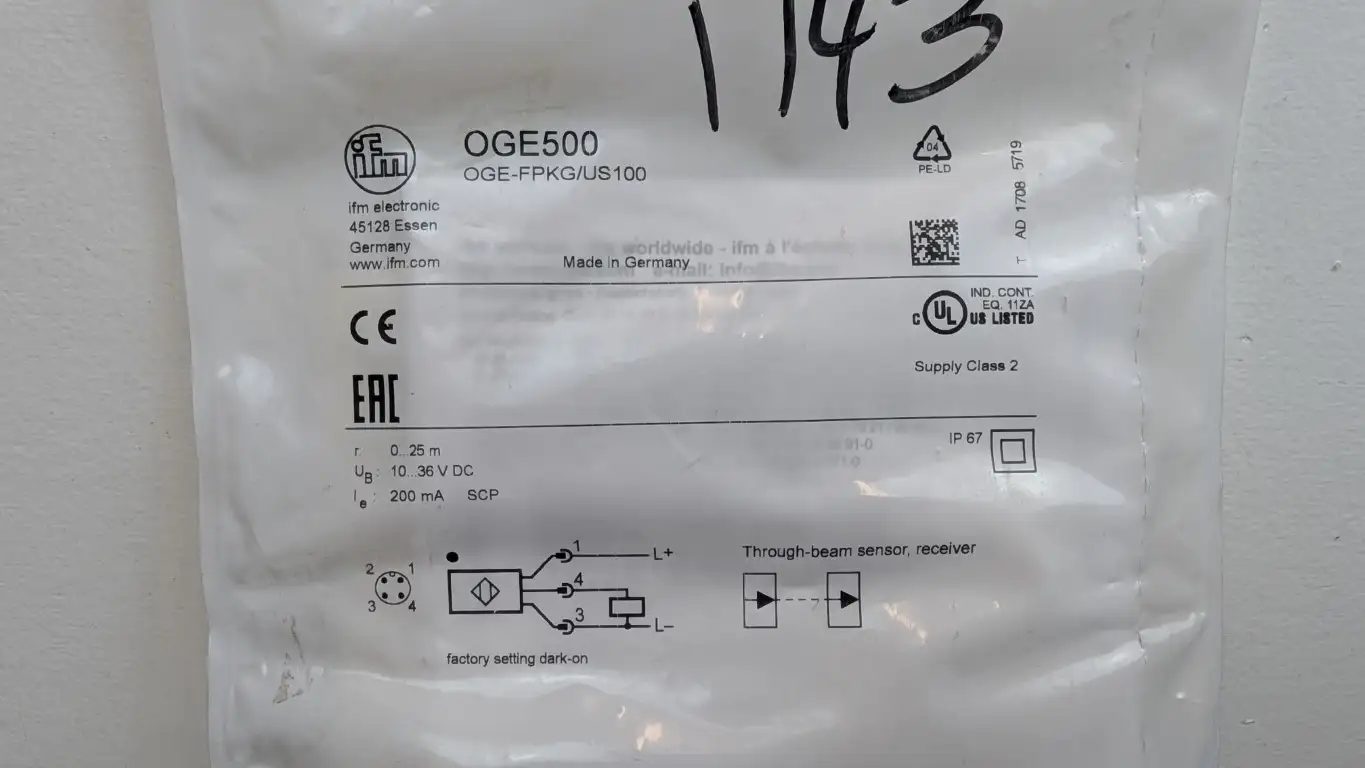 1143
ifm
OGE500
OGE-FPKG/US100
ifm electronic
45128 Essen
Germany
www.ifm.com
Made in Germany
worldwide - ifm à
04
PE-LD
T AD 1708 5719
CE
EAC
C UL US LISTED
IND. CONT.
EQ. 11ZA
Supply Class 2
r 0...25 m
UB: 10...36 V DC
Ie : 200 mA SCP
IP 67
2 1
3 4
1 L+
4
3 L–
factory setting dark-on
Through-beam sensor, receiver